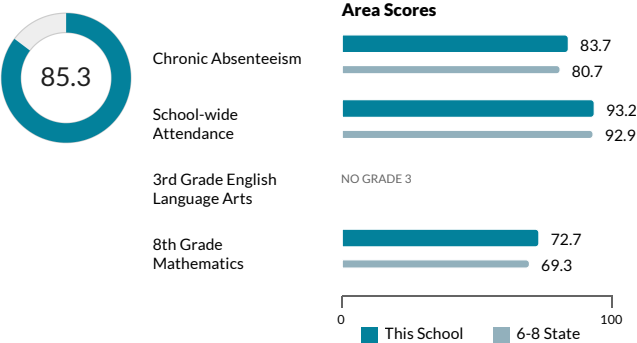 Area Scores
85.3
Chronic Absenteeism
83.7
80.7
School-wide
Attendance
93.2
92.9
3rd Grade English
Language Arts
NO GRADE 3
8th Grade
Mathematics
72.7
69.3
0
100
This School
6-8 State